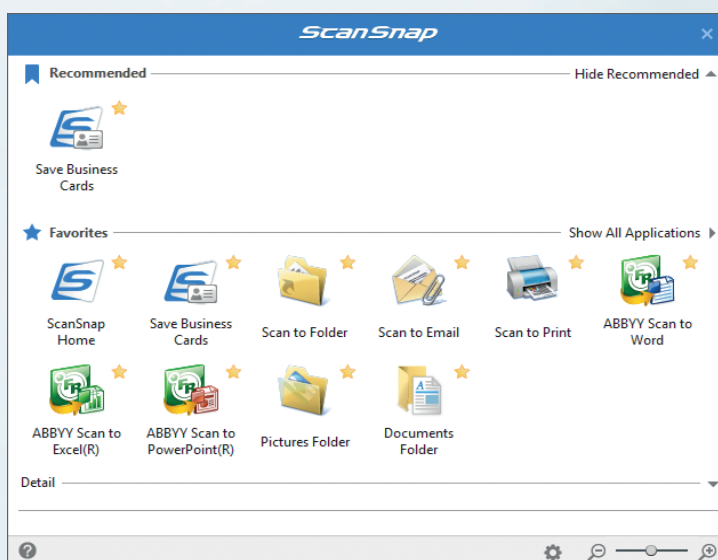 ScanSnap
Recommended
Hide Recommended
Save Business
Cards
Favorites
Show All Applications
ScanSnap
Home
Save Business
Cards
Scan to Folder
Scan to Email
Scan to Print
ABBYY Scan to
Word
ABBYY Scan to
Excel(R)
ABBYY Scan to
PowerPoint(R)
Pictures Folder
Documents
Folder
Detail